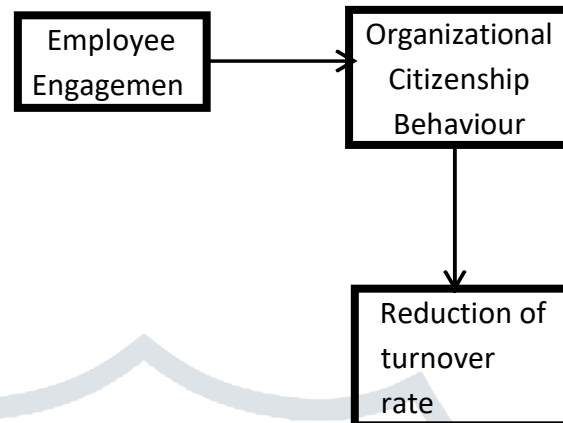 Employee
Engagemen
Organizational
Citizenship
Behaviour
Reduction of
turnover
rate